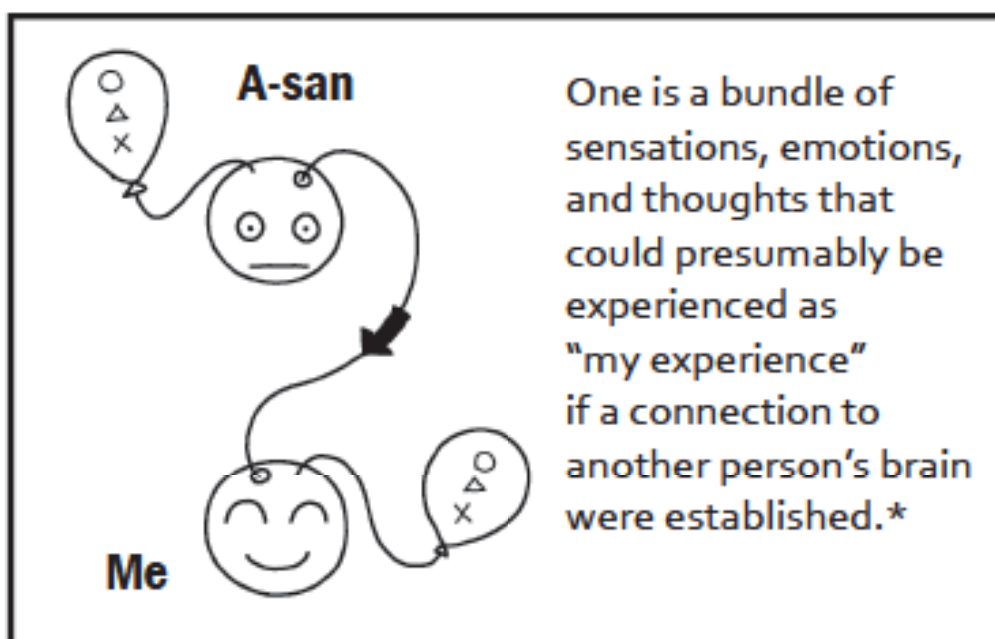 A-san
One is a bundle of
sensations, emotions,
and thoughts that
could presumably be
experienced as
“my experience”
if a connection to
another person’s brain
were established.*
Me